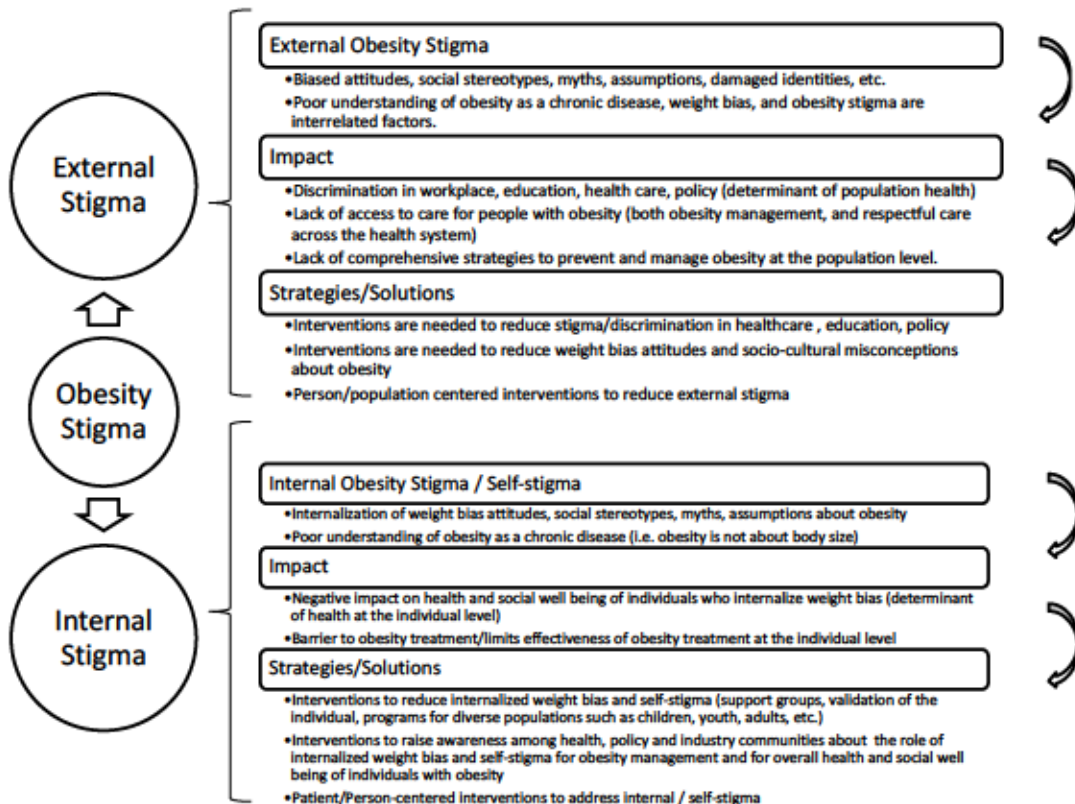 External Obesity Stigma
•Biased attitudes, social stereotypes, myths, assumptions, damaged identities, etc.
•Poor understanding of obesity as a chronic disease, weight bias, and obesity stigma are
interrelated factors.
External
Stigma
Impact
•Discrimination in workplace, education, health care, policy (determinant of population health)
•Lack of access to care for people with obesity (both obesity management, and respectful care
across the health system)
•Lack of comprehensive strategies to prevent and manage obesity at the population level.
Strategies/Solutions
•Interventions are needed to reduce stigma/discrimination in healthcare , education, policy
•Interventions are needed to reduce weight bias attitudes and socio-cultural misconceptions
about obesity
•Person/population centered interventions to reduce external stigma
Obesity
Stigma
Internal Obesity Stigma / Self-stigma
•Internalization of weight bias attitudes, social stereotypes, myths, assumptions about obesity
•Poor understanding of obesity as a chronic disease (i.e. obesity is not about body size)
Impact
•Negative impact on health and social well being of individuals who internalize weight bias (determinant
of health at the individual level)
•Barrier to obesity treatment/limits effectiveness of obesity treatment at the individual level
Internal
Stigma
Strategies/Solutions
•Interventions to reduce internalized weight bias and self-stigma (support groups, validation of the
individual, programs for diverse populations such as children, youth, adults, etc.)
•Interventions to raise awareness among health, policy and industry communities about the role of
internalized weight bias and self-stigma for obesity management and for overall health and social well
being of individuals with obesity
•Patient/Person-centered interventions to address internal / self-stigma